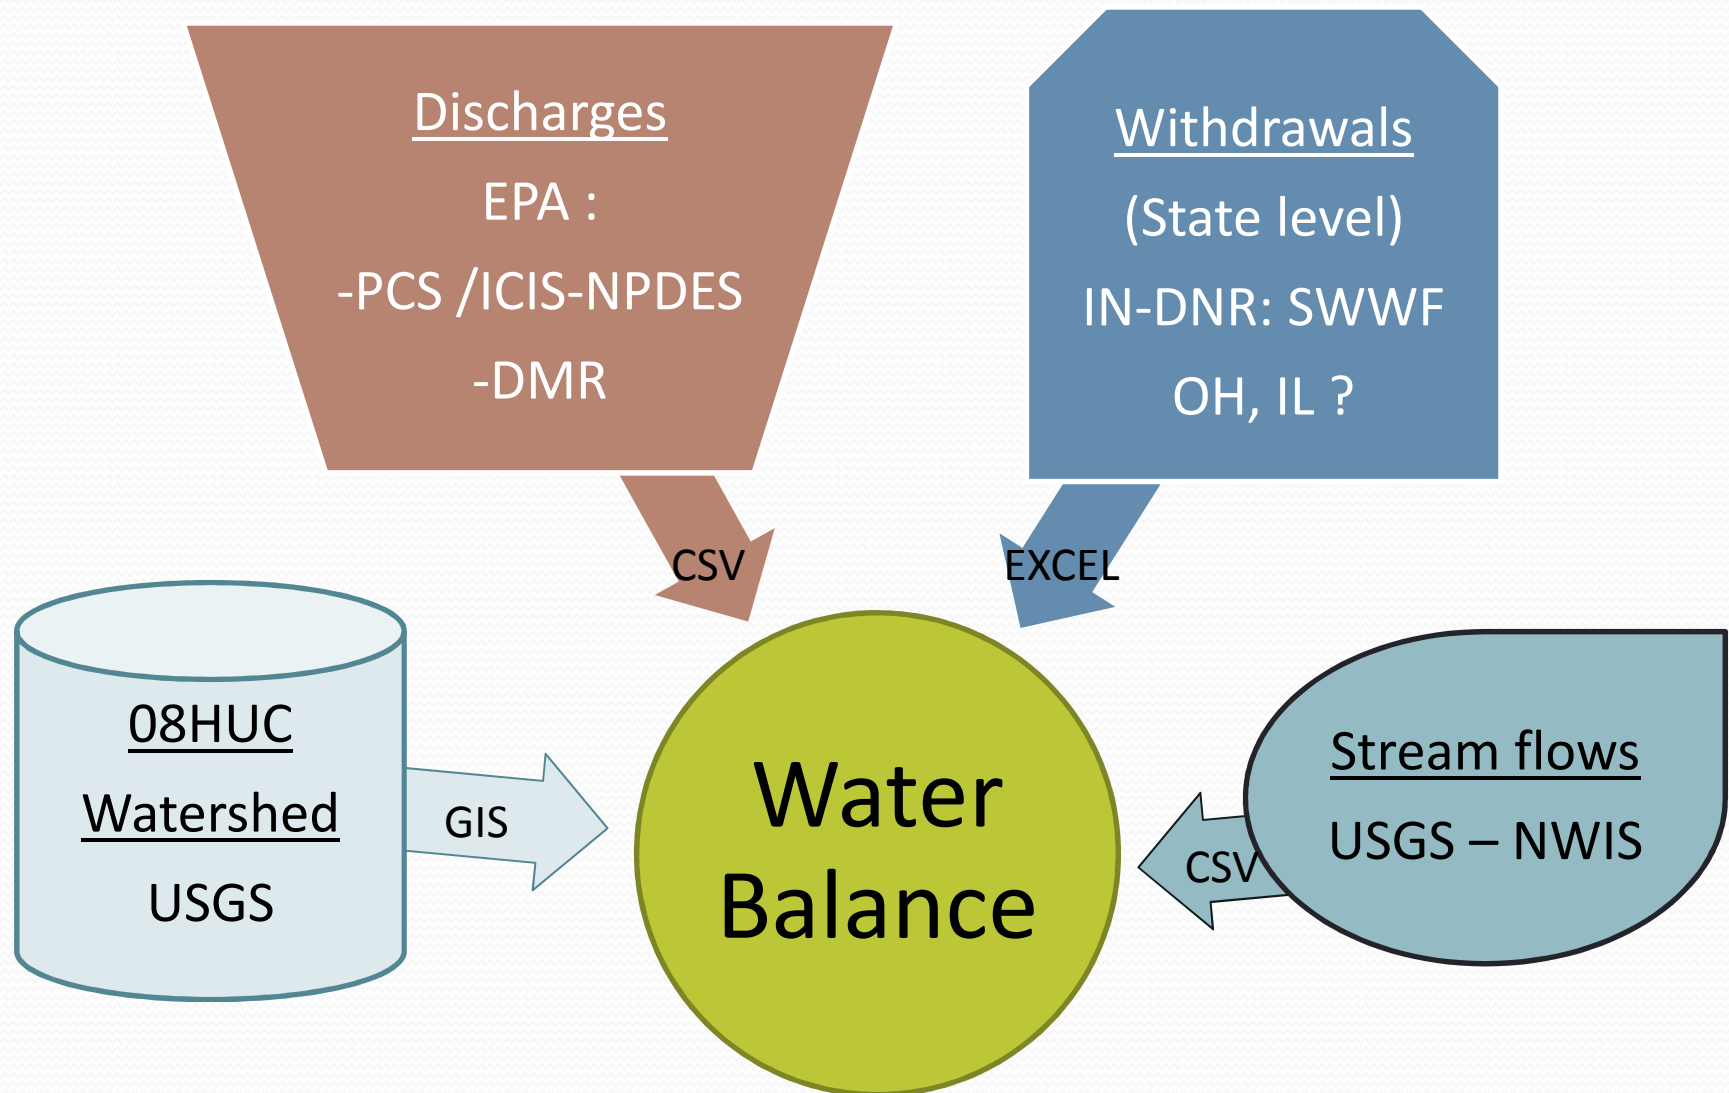 Discharges
EPA :
-PCS /ICIS-NPDES
-DMR
Withdrawals
(State level)
IN-DNR: SWWF
OH, IL ?
CSV
EXCEL
08HUC
Watershed
USGS
GIS
Water
Balance
CSV
Stream flows
USGS – NWIS